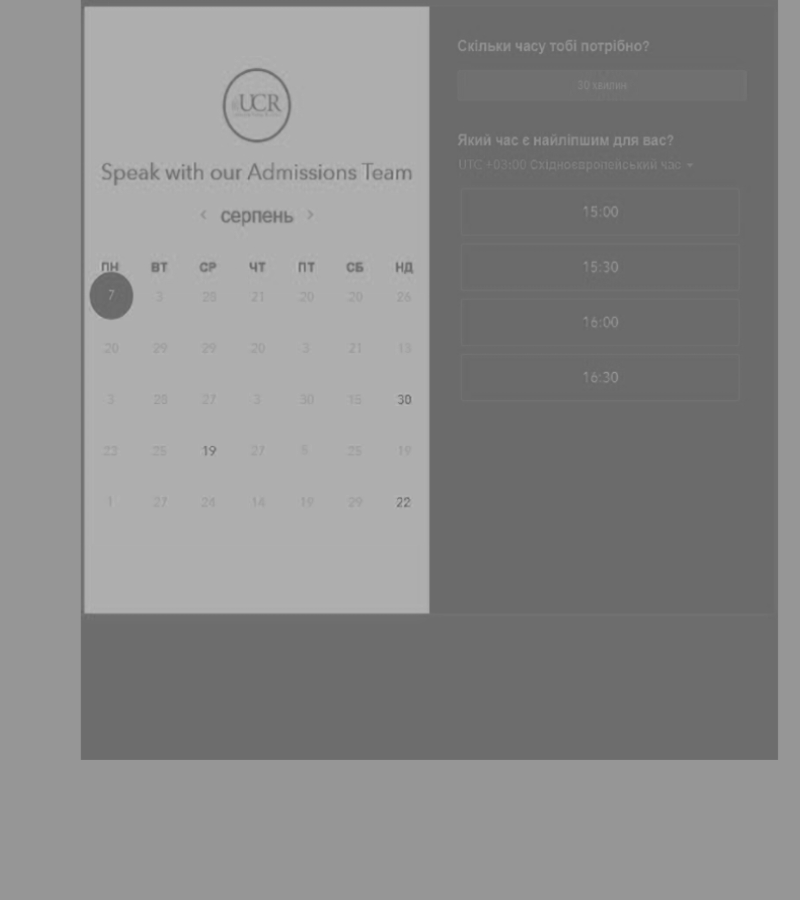 UCR
Speak with our Admissions Team
‹ серпень ›
ПН ВТ СР ЧТ ПТ СБ НД
7 3 28 21 20 20 26
20 29 29 20 3 21 13
3 28 27 3 30 15 30
23 25 19 27 5 25 19
1 27 24 14 19 29 22
Скільки часу тобі потрібно?
30 хвилин
Який час є найліпшим для вас?
UTC +03:00 Східноєвропейський час
15:00
15:30
16:00
16:30